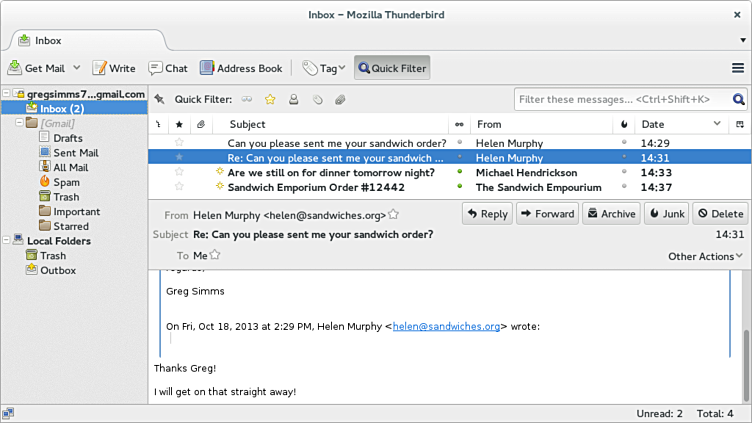 Inbox – Mozilla Thunderbird
Inbox
Get Mail Write Chat Address Book Tag Quick Filter
gregsimms7...gmail.com
Inbox (2)
[Gmail]
Drafts
Sent Mail
All Mail
Spam
Trash
Important
Starred
Local Folders
Trash
Outbox
Quick Filter: Filter these messages... <Ctrl+Shift+K>
Subject From Date
Can you please sent me your sandwich order? Helen Murphy 14:29
Re: Can you please sent me your sandwich ... Helen Murphy 14:31
Are we still on for dinner tomorrow night? Michael Hendrickson 14:33
Sandwich Emporium Order #12442 The Sandwich Empourium 14:37
From Helen Murphy <helen@sandwiches.org> Reply Forward Archive Junk Delete
Subject Re: Can you please sent me your sandwich order? 14:31
To Me Other Actions
regards,
Greg Simms
On Fri, Oct 18, 2013 at 2:29 PM, Helen Murphy <helen@sandwiches.org> wrote:
Thanks Greg!
I will get on that straight away!
Unread: 2 Total: 4